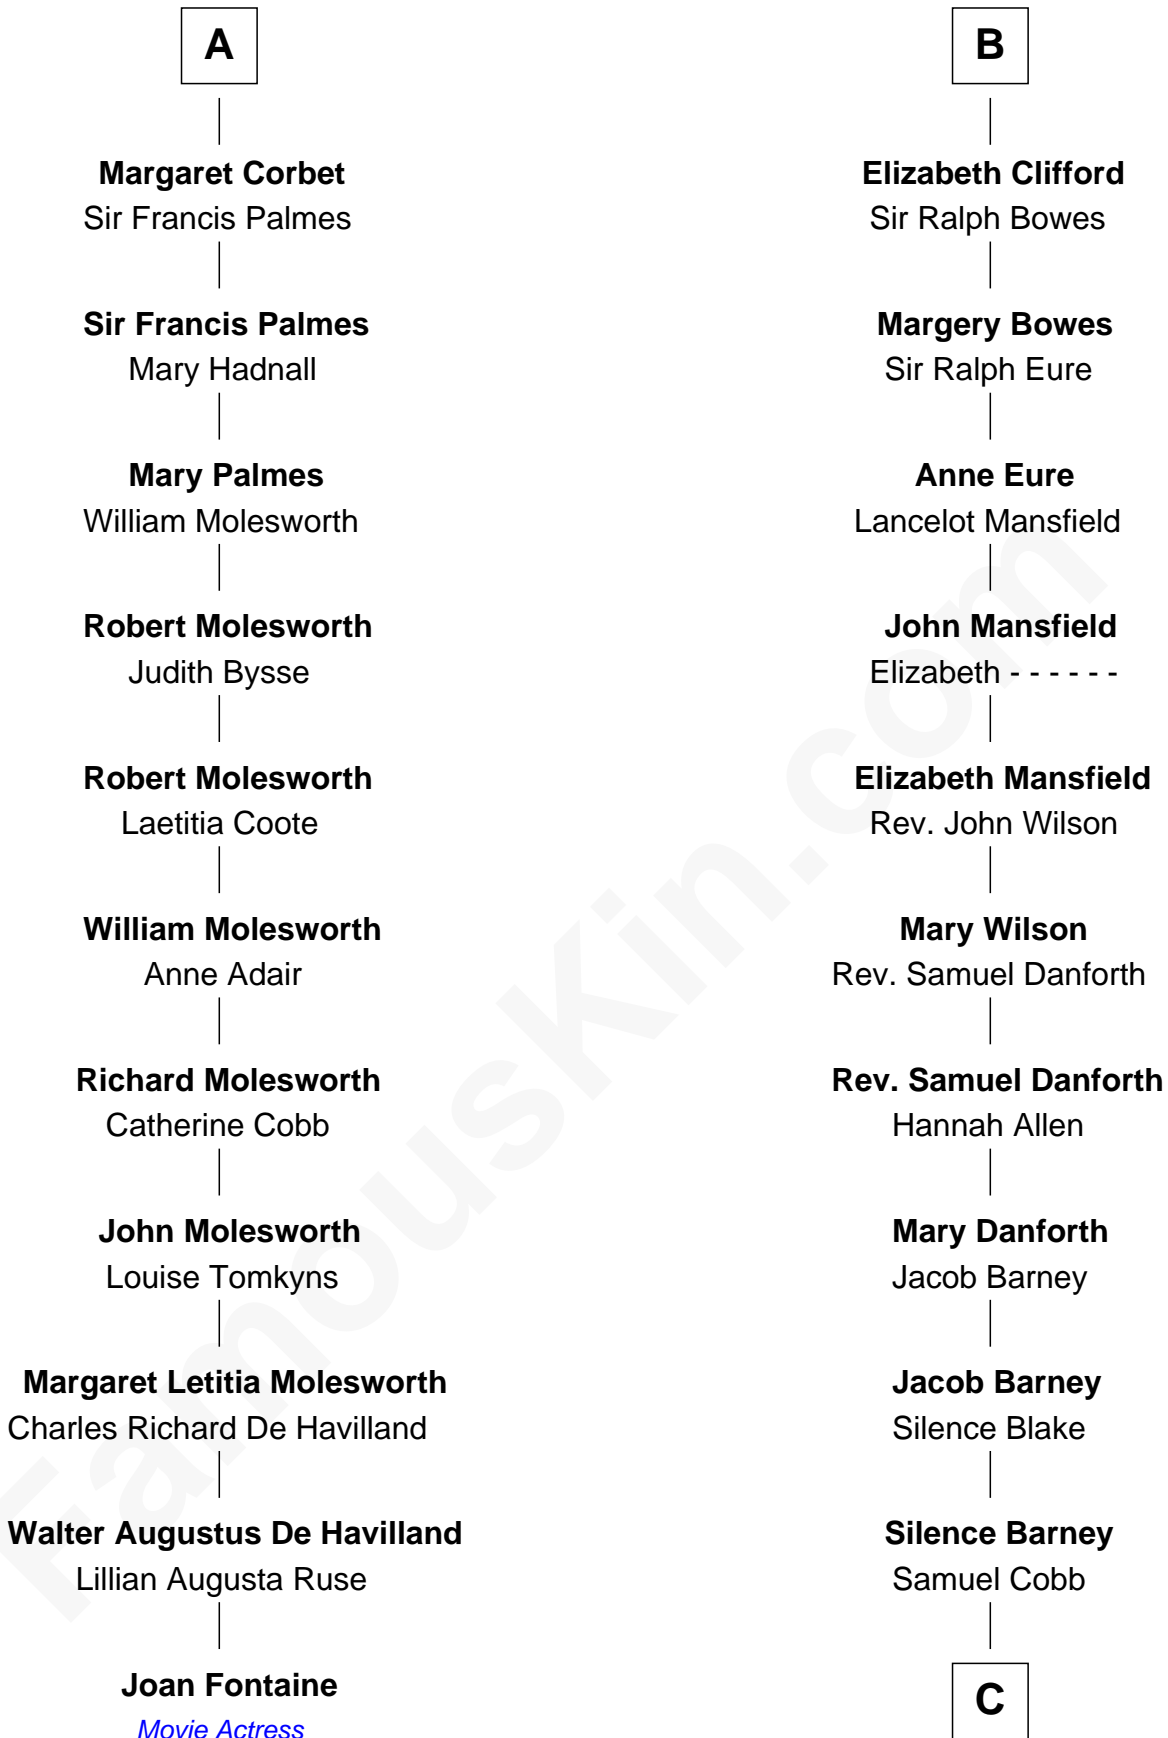 A
Margaret Corbet
Sir Francis Palmes
Sir Francis Palmes
Mary Hadnall
Mary Palmes
William Molesworth
Robert Molesworth
Judith Bysse
Robert Molesworth
Laetitia Coote
William Molesworth
Anne Adair
Richard Molesworth
Catherine Cobb
John Molesworth
Louise Tomkyns
Margaret Letitia Molesworth
Charles Richard De Havilland
Walter Augustus De Havilland
Lillian Augusta Ruse
Joan Fontaine
Movie Actress
B
Elizabeth Clifford
Sir Ralph Bowes
Margery Bowes
Sir Ralph Eure
Anne Eure
Lancelot Mansfield
John Mansfield
Elizabeth - - - - - -
Elizabeth Mansfield
Rev. John Wilson
Mary Wilson
Rev. Samuel Danforth
Rev. Samuel Danforth
Hannah Allen
Mary Danforth
Jacob Barney
Jacob Barney
Silence Blake
Silence Barney
Samuel Cobb
C
FamousKin.com